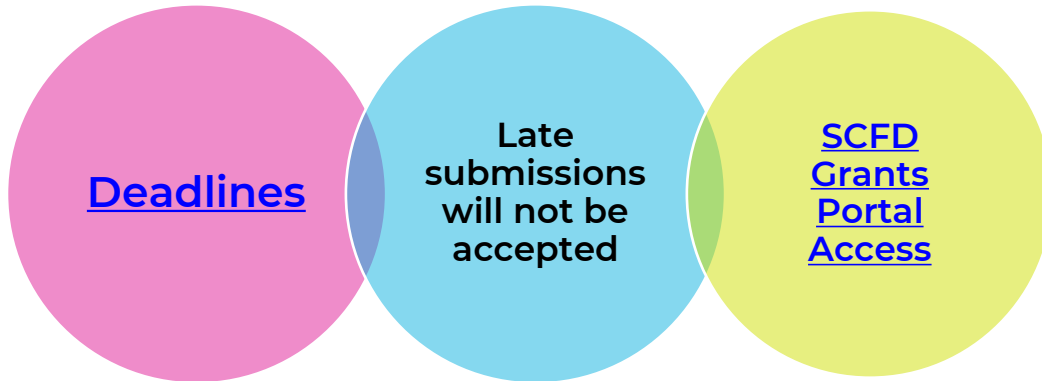 Deadlines
Late
submissions
will not be
accepted
SCFD
Grants
Portal
Access